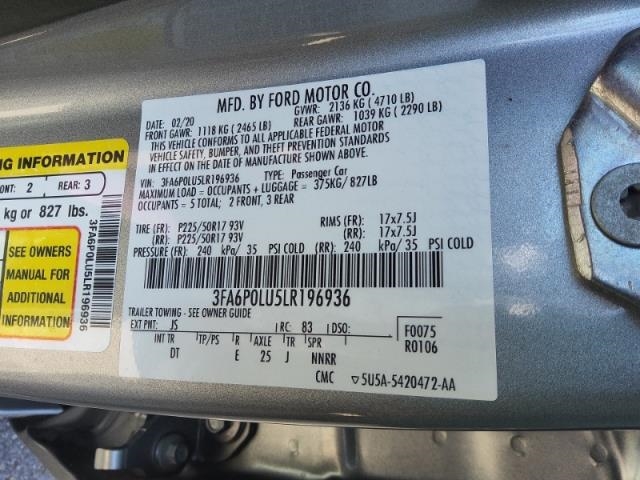 NG INFORMATION
ONT: 2 REAR: 3
kg or 827 lbs.
SEE OWNERS
MANUAL FOR
ADDITIONAL
INFORMATION
3FA6P0LU5LR196936
MFD. BY FORD MOTOR CO.
DATE: 02/20 GVWR: 2136 KG (4710 LB)
FRONT GAWR: 1118 KG (2465 LB) REAR GAWR: 1039 KG (2290 LB)
THIS VEHICLE CONFORMS TO ALL APPLICABLE FEDERAL MOTOR
VEHICLE SAFETY, BUMPER, AND THEFT PREVENTION STANDARDS
IN EFFECT ON THE DATE OF MANUFACTURE SHOWN ABOVE.
VIN: 3FA6P0LU5LR196936 TYPE: Passenger Car
MAXIMUM LOAD = OCCUPANTS + LUGGAGE = 375KG/ 827LB
OCCUPANTS = 5 TOTAL; 2 FRONT, 3 REAR
TIRE (FR): P225/50R17 93V RIMS (FR): 17x7.5J
(RR): P225/50R17 93V (RR): 17x7.5J
PRESSURE (FR): 240 kPa/ 35 PSI COLD (RR): 240 kPa/ 35 PSI COLD
3FA6P0LU5LR196936
TRAILER TOWING - SEE OWNER GUIDE
EXT PNT: JS RC: 83 DSO: F0075
INT TR TP/PS R AXLE TR SPR R0106
DT E 25 J NNRR
CMC ▽5U5A-5420472-AA